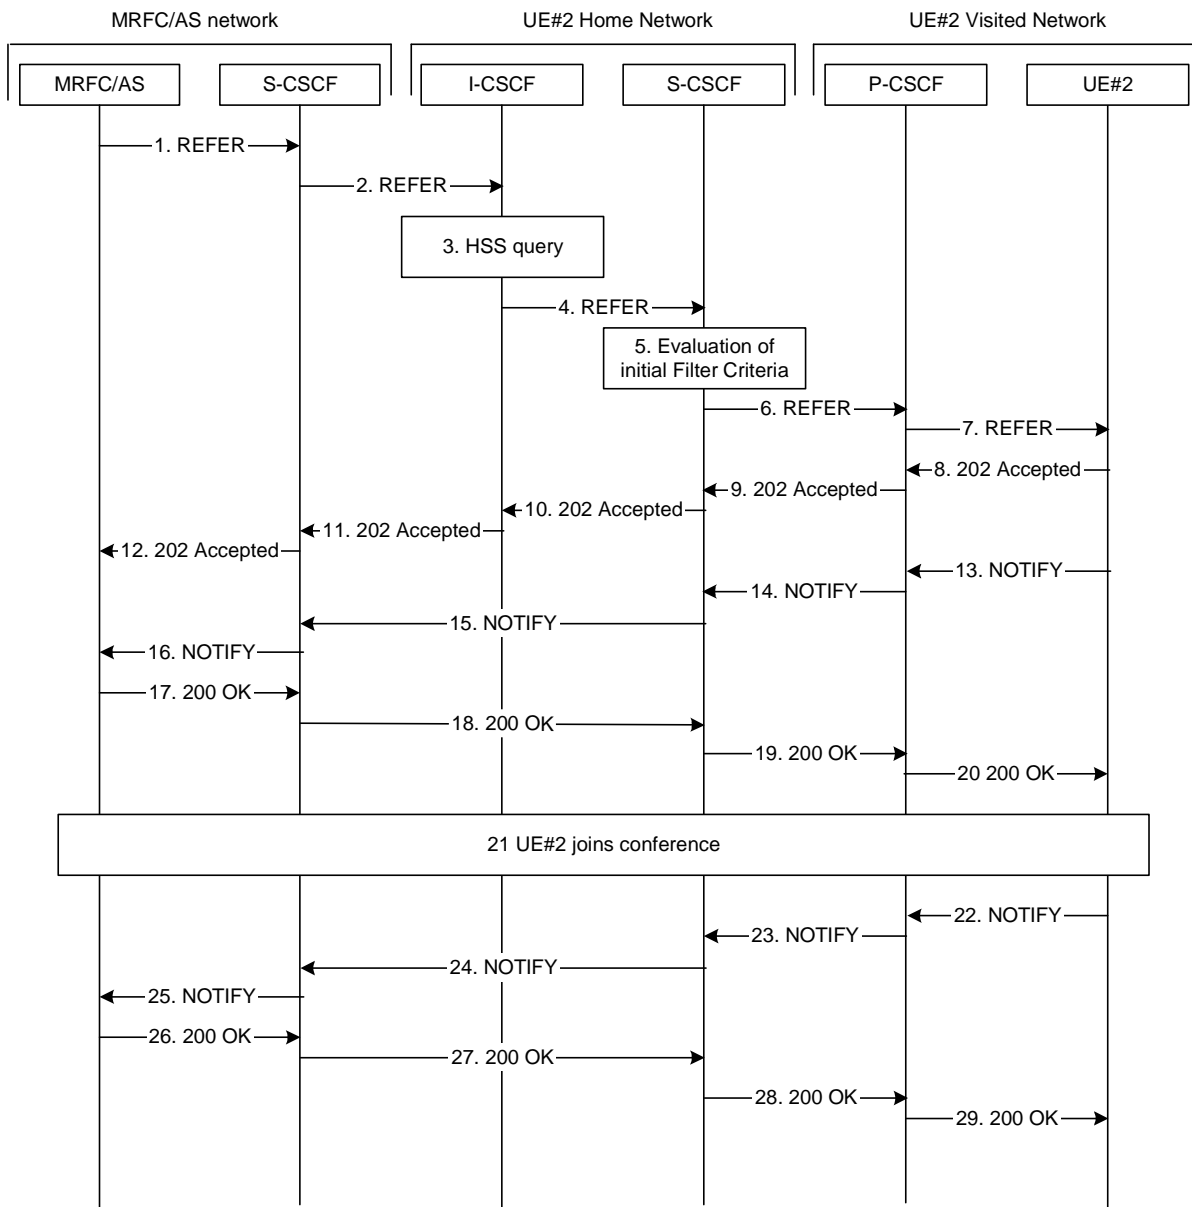 MRFC/AS network
UE#2 Home Network
UE#2 Visited Network
MRFC/AS
S-CSCF
I-CSCF
S-CSCF
P-CSCF
UE#2
1. REFER
2. REFER
3. HSS query
4. REFER
5. Evaluation of
initial Filter Criteria
6. REFER
7. REFER
8. 202 Accepted
9. 202 Accepted
10. 202 Accepted
11. 202 Accepted
12. 202 Accepted
13. NOTIFY
14. NOTIFY
15. NOTIFY
16. NOTIFY
17. 200 OK
18. 200 OK
19. 200 OK
20 200 OK
21 UE#2 joins conference
22. NOTIFY
23. NOTIFY
24. NOTIFY
25. NOTIFY
26. 200 OK
27. 200 OK
28. 200 OK
29. 200 OK